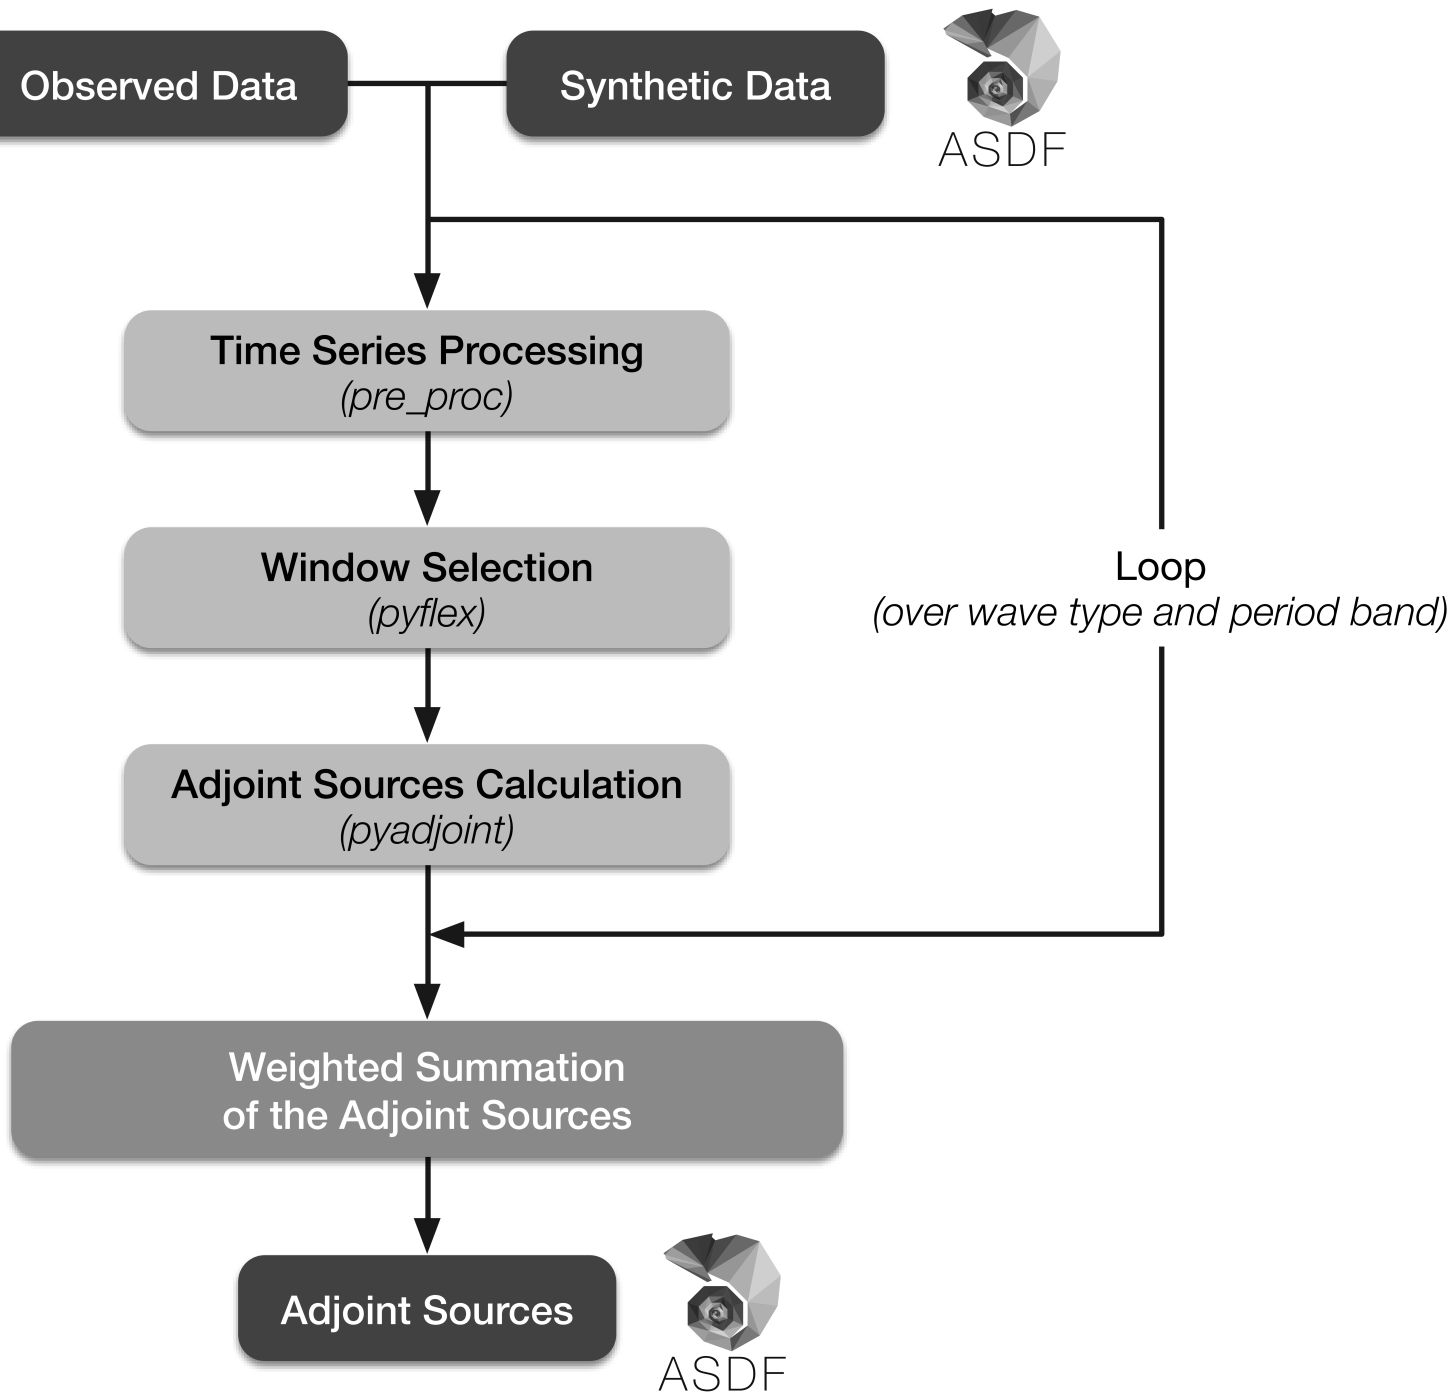 Observed Data
Synthetic Data
ASDF
Time Series Processing
(pre_proc)
Window Selection
(pyflex)
Loop
(over wave type and period band)
Adjoint Sources Calculation
(pyadjoint)
Weighted Summation
of the Adjoint Sources
Adjoint Sources
ASDF